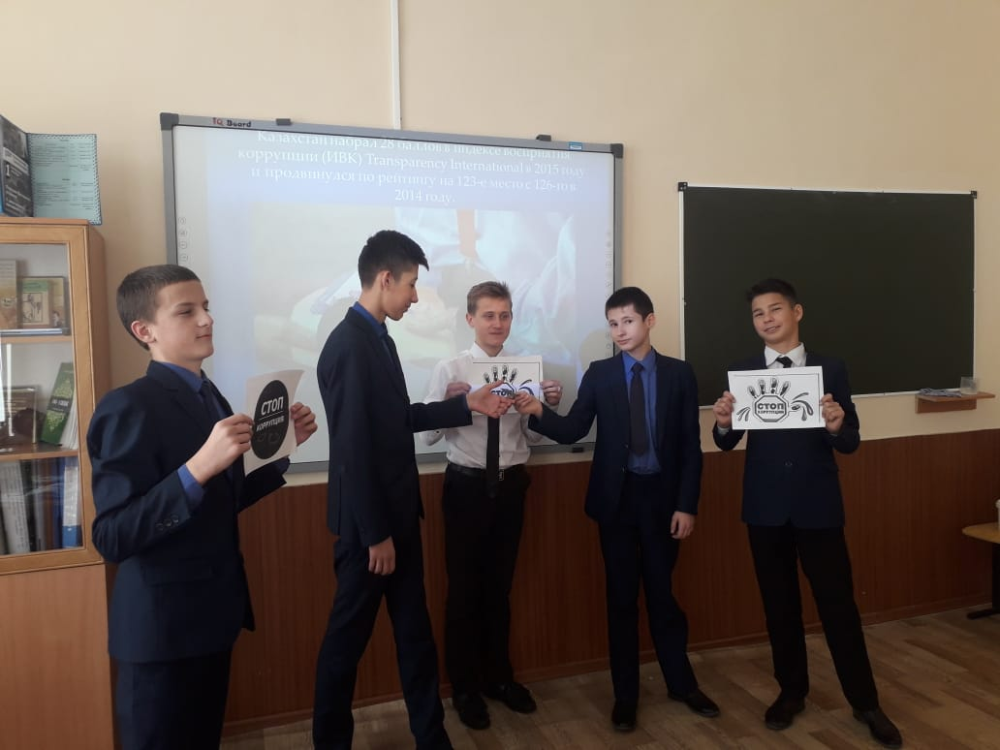 IQ Board
Казахстан набрал 28 баллов в индексе восприятия
коррупции (ИВК) Transparency International в 2015 году
и продвинулся по рейтингу на 123-е место с 126-го в
2014 году.
СТОП
КОРРУПЦИЯ
СТОП
СТОП
КОРРУПЦИЯ